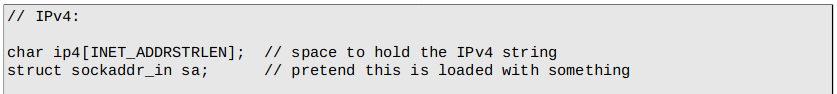 // IPv4:
char ip4[INET_ADDRSTRLEN];  // space to hold the IPv4 string
struct sockaddr_in sa;      // pretend this is loaded with something